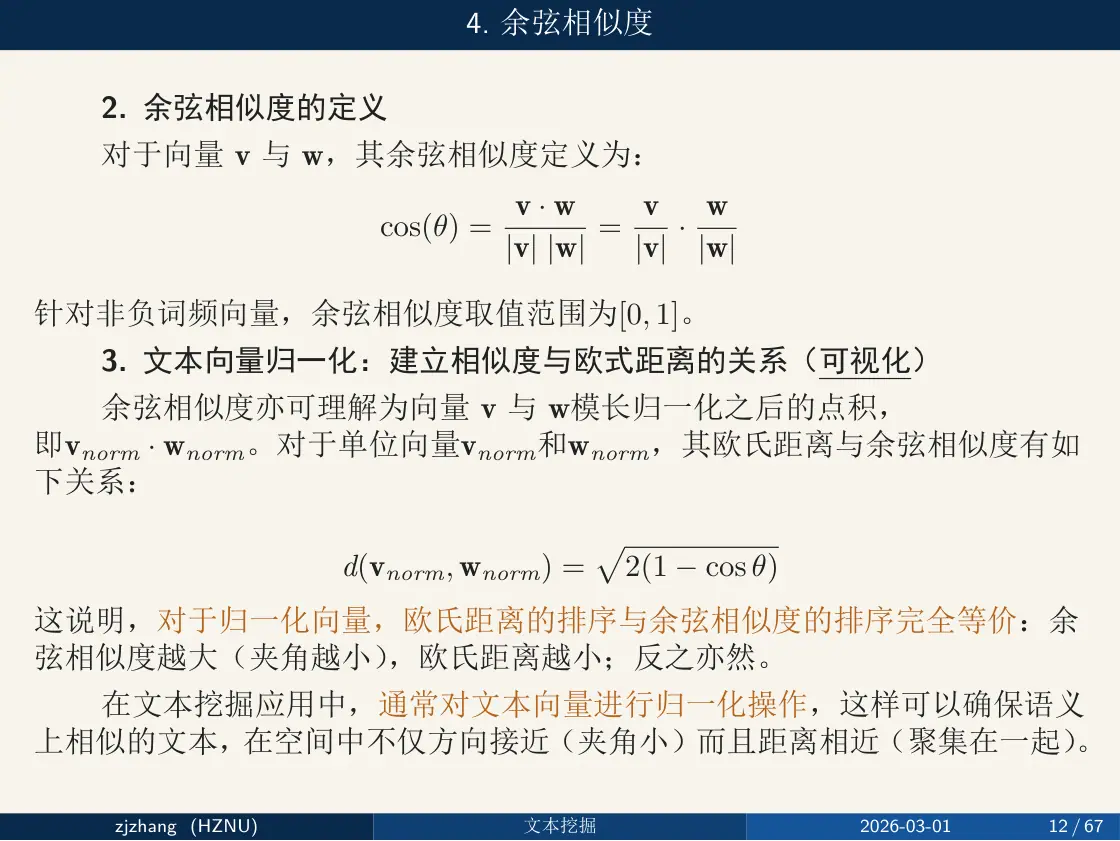 4. 余弦相似度
2. 余弦相似度的定义
对于向量 v 与 w，其余弦相似度定义为：
cos(θ) = v · w / |v| |w| = v / |v| · w / |w|
针对非负词频向量，余弦相似度取值范围为[0, 1]。
3. 文本向量归一化：建立相似度与欧式距离的关系（可视化）
余弦相似度亦可理解为向量 v 与 w模长归一化之后的点积，
即v_norm · w_norm。对于单位向量v_norm和w_norm，其欧氏距离与余弦相似度有如
下关系：
d(v_norm, w_norm) = √2(1 − cos θ)
这说明，对于归一化向量，欧氏距离的排序与余弦相似度的排序完全等价：余
弦相似度越大（夹角越小），欧氏距离越小；反之亦然。
在文本挖掘应用中，通常对文本向量进行归一化操作，这样可以确保语义
上相似的文本，在空间中不仅方向接近（夹角小）而且距离相近（聚集在一起）。
zjzhang (HZNU) 文本挖掘 2026-03-01 12 / 67